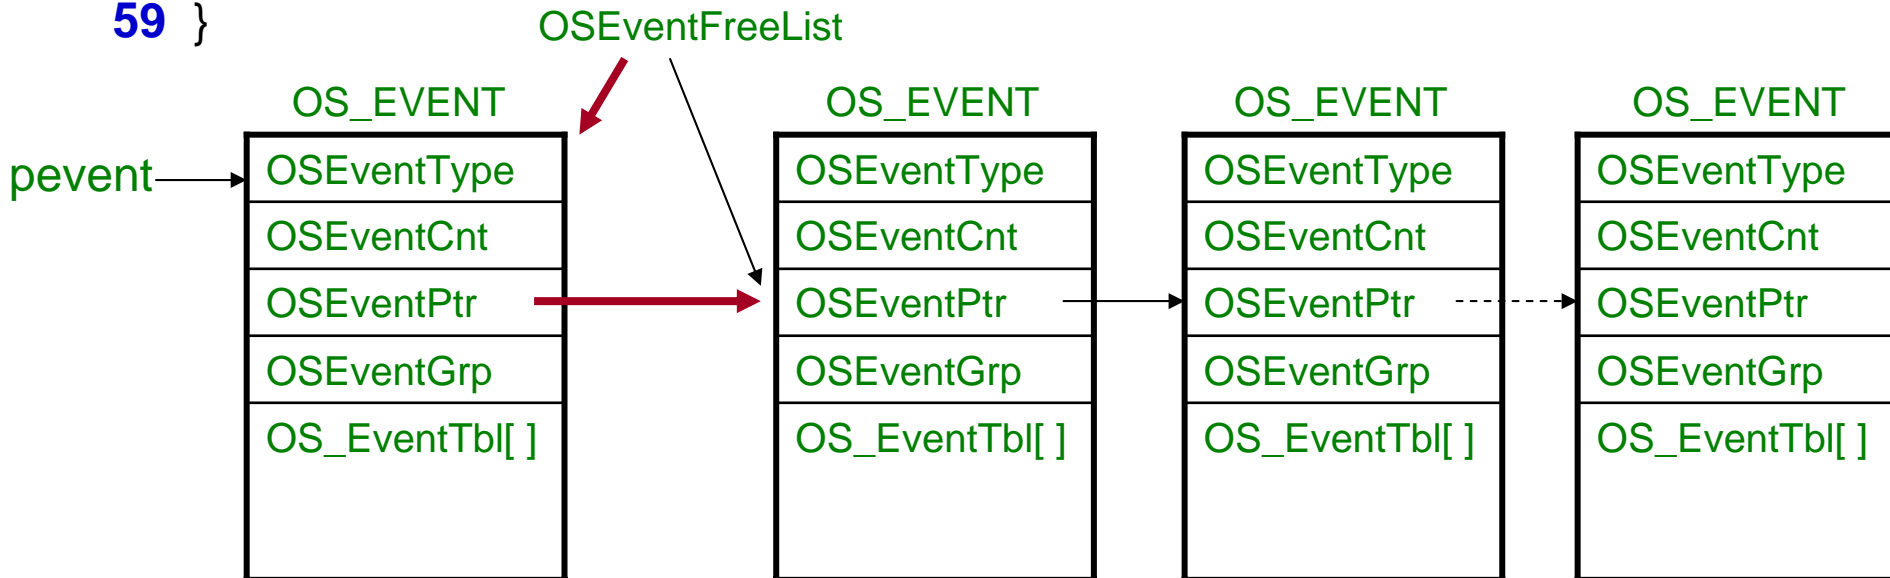 59 }
OSEventFreeList
OS_EVENT
OS_EVENT
OS_EVENT
OS_EVENT
pevent
OSEventType
OSEventCnt
OSEventPtr
OSEventGrp
OS_EventTbl[ ]
OSEventType
OSEventCnt
OSEventPtr
OSEventGrp
OS_EventTbl[ ]
OSEventType
OSEventCnt
OSEventPtr
OSEventGrp
OS_EventTbl[ ]
OSEventType
OSEventCnt
OSEventPtr
OSEventGrp
OS_EventTbl[ ]